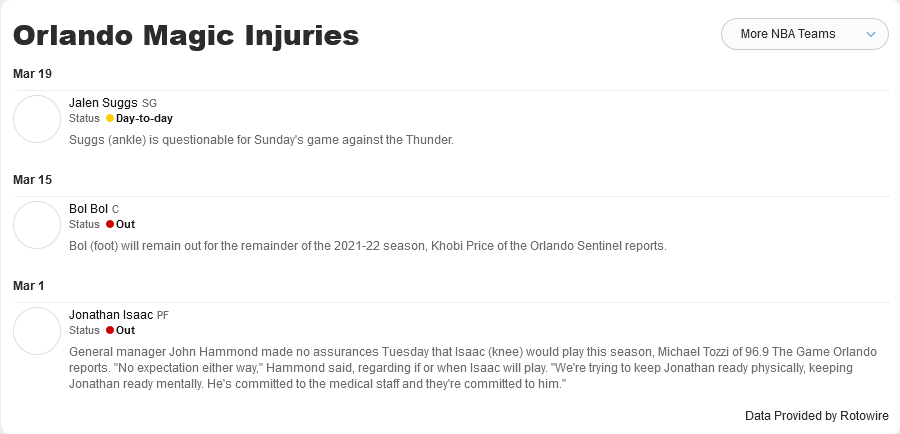 Orlando Magic Injuries
More NBA Teams
Mar 19
Jalen Suggs SG
Status Day-to-day
Suggs (ankle) is questionable for Sunday's game against the Thunder.
Mar 15
Bol Bol C
Status Out
Bol (foot) will remain out for the remainder of the 2021-22 season, Khobi Price of the Orlando Sentinel reports.
Mar 1
Jonathan Isaac PF
Status Out
General manager John Hammond made no assurances Tuesday that Isaac (knee) would play this season, Michael Tozzi of 96.9 The Game Orlando
reports. "No expectation either way," Hammond said, regarding if or when Isaac will play. "We're trying to keep Jonathan ready physically, keeping
Jonathan ready mentally. He's committed to the medical staff and they're committed to him."
Data Provided by Rotowire